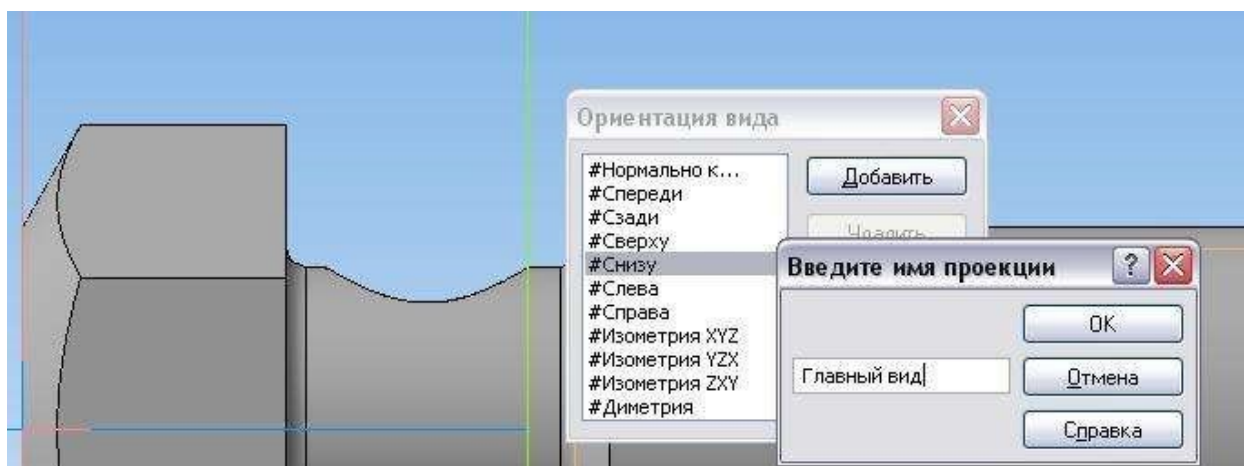 Ориентация вида
#Нормально к...
#Спереди
#Сзади
#Сверху
#Снизу
#Слева
#Справа
#Изометрия XYZ
#Изометрия YZX
#Изометрия ZXY
#Диметрия
Добавить
Удалить
Введите имя проекции
Главный вид
OK
Отмена
Справка